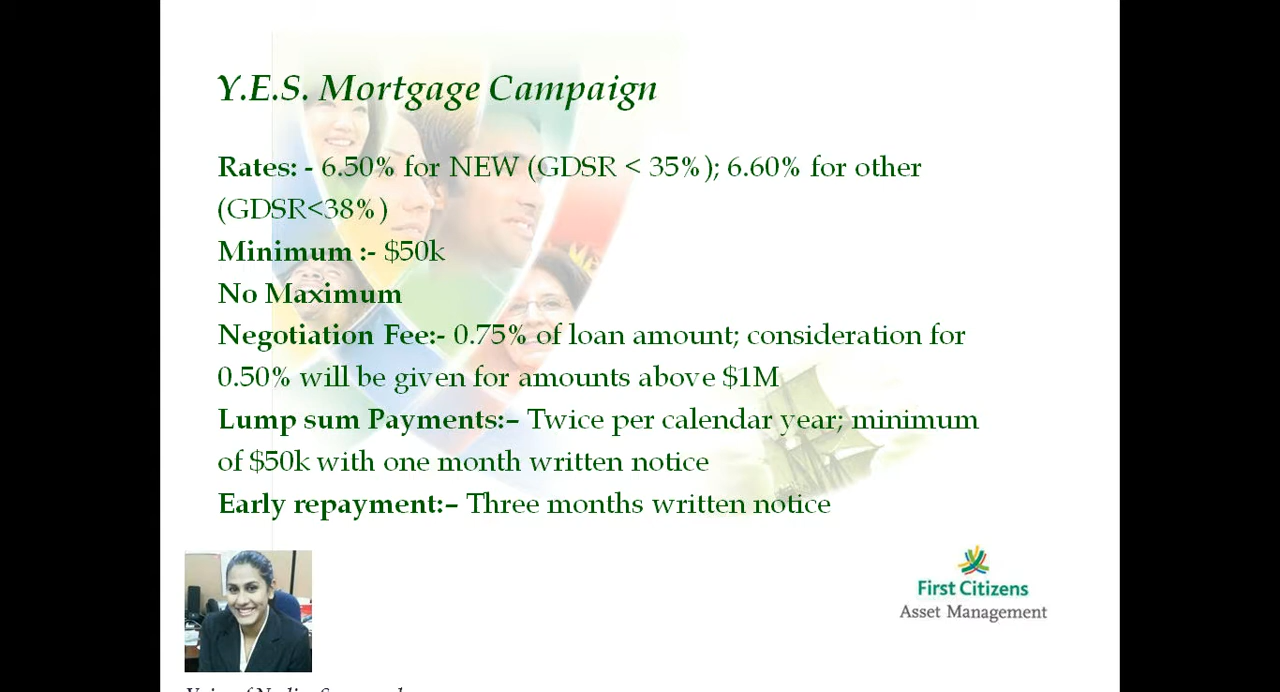 Y.E.S. Mortgage Campaign
Rates: - 6.50% for NEW (GDSR < 35%); 6.60% for other
(GDSR<38%)
Minimum :- $50k
No Maximum
Negotiation Fee:- 0.75% of loan amount; consideration for
0.50% will be given for amounts above $1M
Lump sum Payments:– Twice per calendar year; minimum
of $50k with one month written notice
Early repayment:– Three months written notice
First Citizens
Asset Management